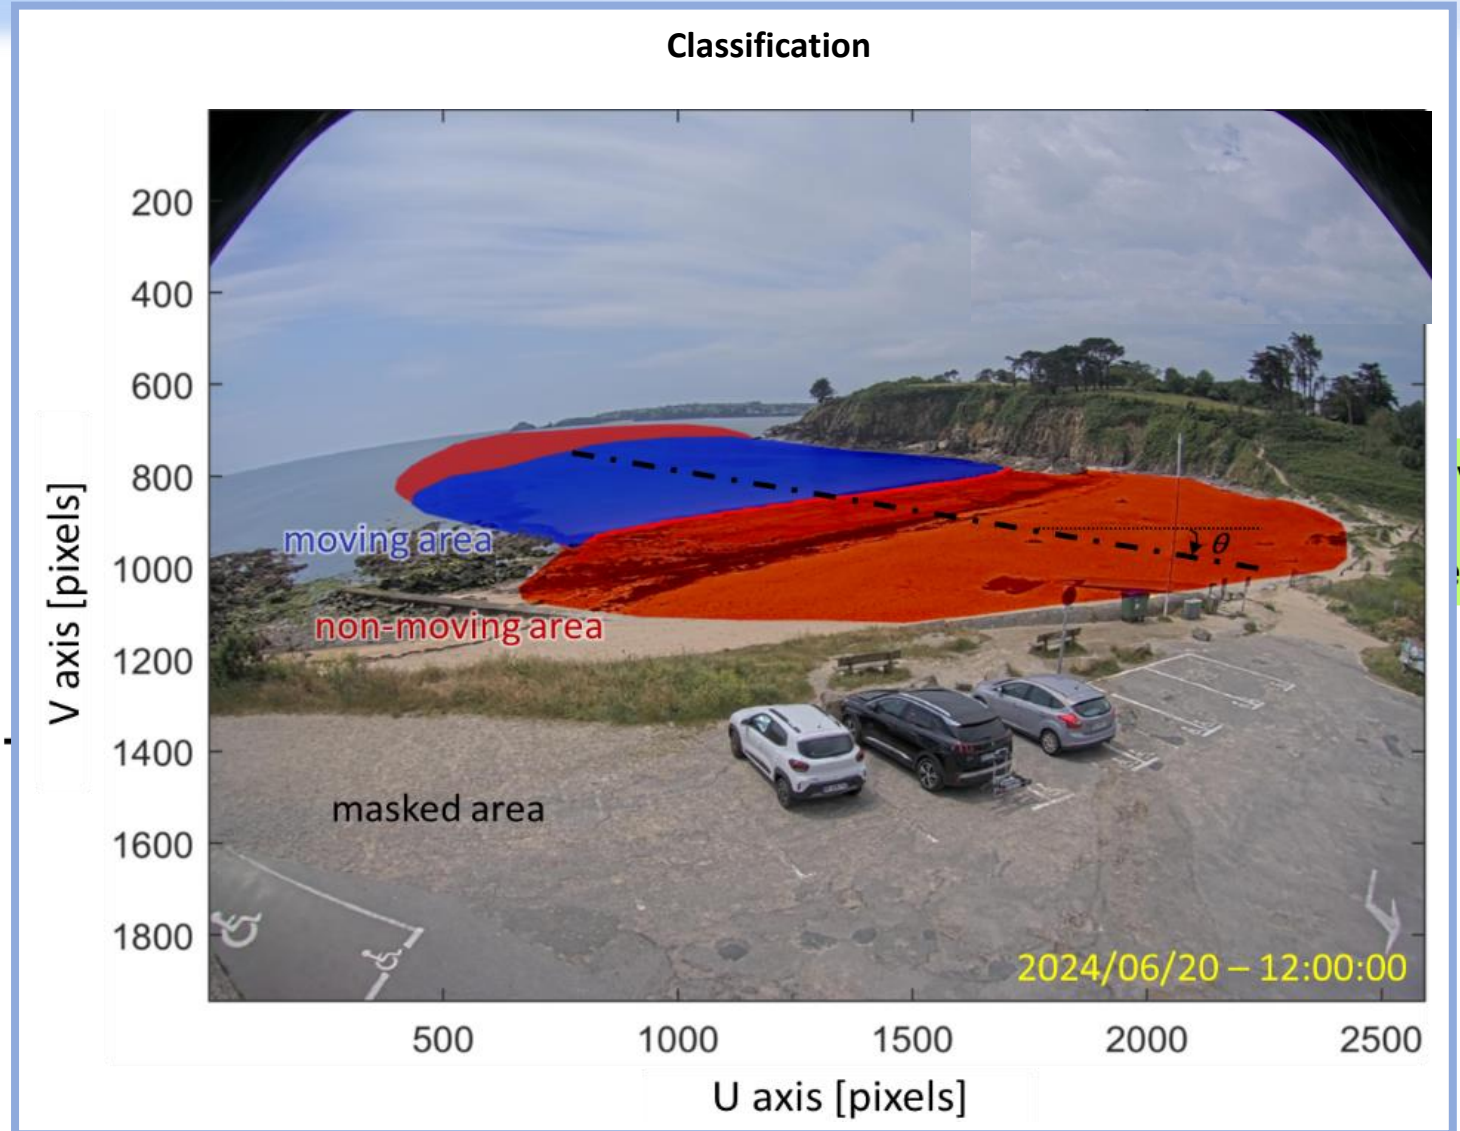 Classification
200
400
600
800
1000
1200
1400
1600
1800
V axis [pixels]
moving area
non-moving area
θ
masked area
2024/06/20 – 12:00:00
500
1000
1500
2000
2500
U axis [pixels]